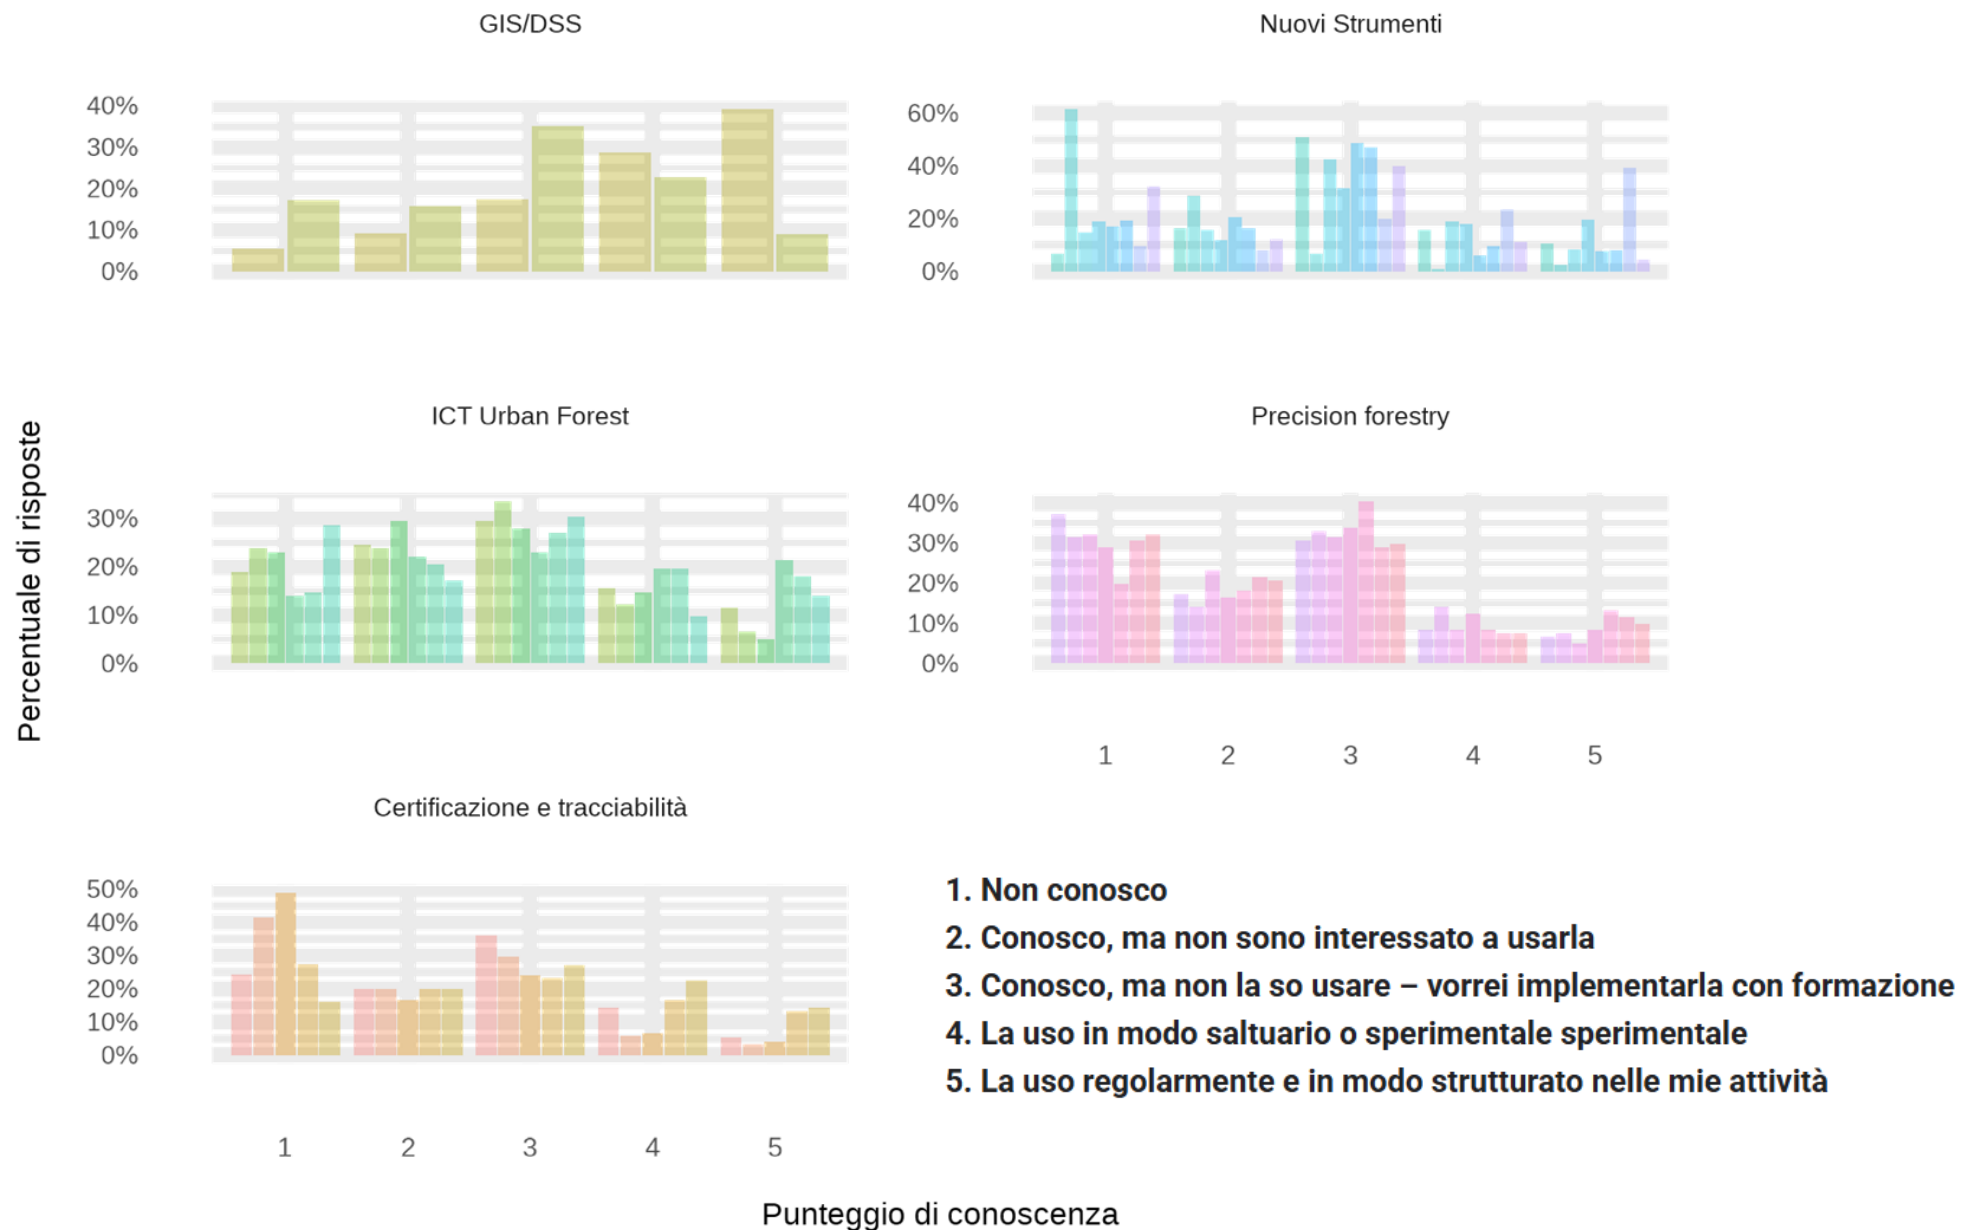 GIS/DSS
Nuovi Strumenti
40%
30%
20%
10%
0%
60%
40%
20%
0%
Percentuale di risposte
ICT Urban Forest
Precision forestry
30%
20%
10%
0%
40%
30%
20%
10%
0%
1 2 3 4 5
Certificazione e tracciabilità
50%
40%
30%
20%
10%
0%
1 2 3 4 5
1. Non conosco
2. Conosco, ma non sono interessato a usarla
3. Conosco, ma non la so usare – vorrei implementarla con formazione
4. La uso in modo saltuario o sperimentale sperimentale
5. La uso regolarmente e in modo strutturato nelle mie attività
Punteggio di conoscenza